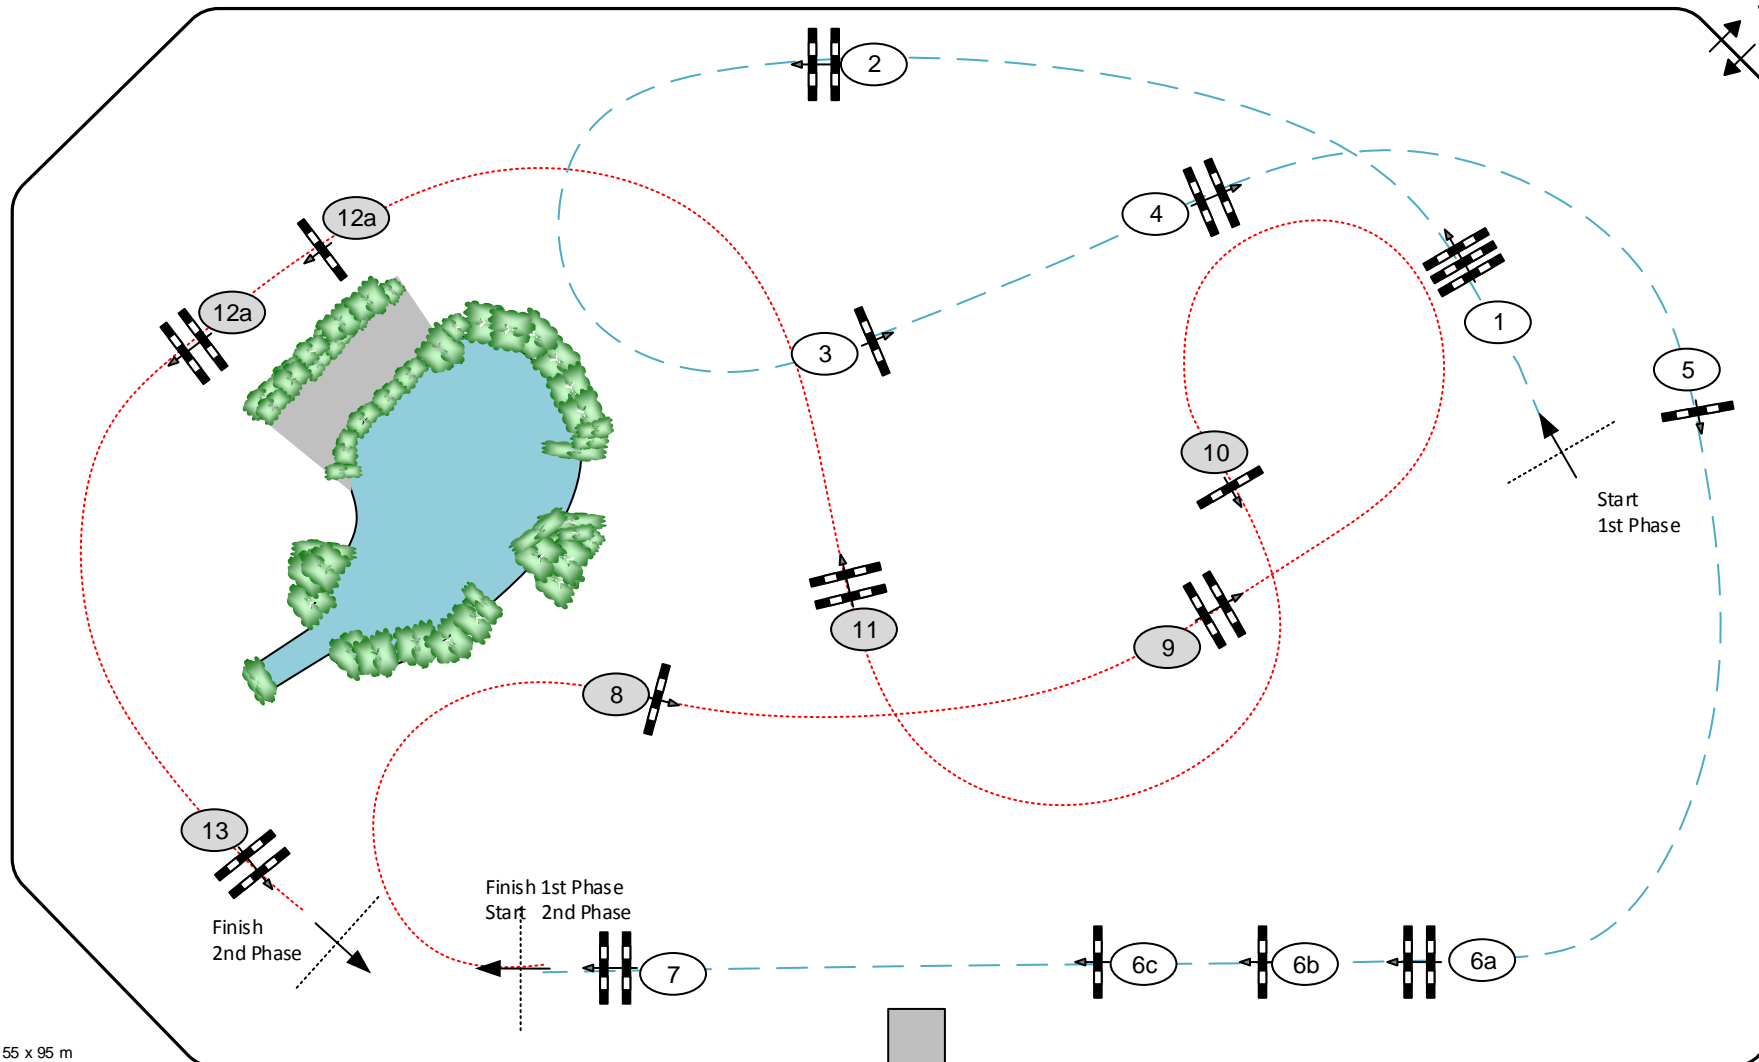 2
12a
4
12a
1
3
5
10
Start
1st Phase
11
9
8
13
Finish 1st Phase
Start 2nd Phase
Finish
2nd Phase
7
6c
6b
6a
55 x 95 m